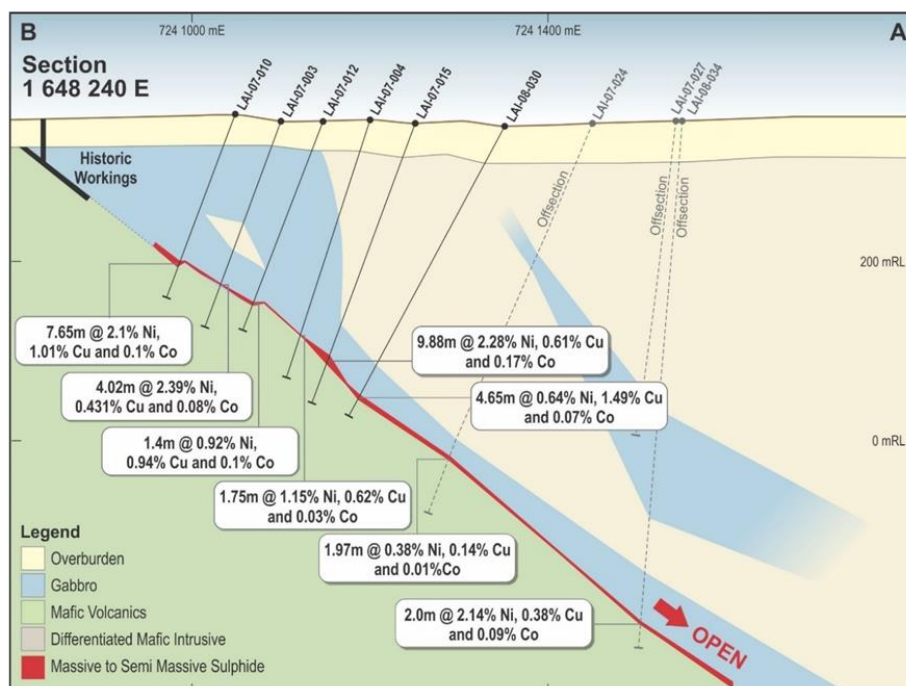 B
724 1000 mE
724 1400 mE
A
Section
1 648 240 E
LAI-07-010
LAI-07-003
LAI-07-012
LAI-07-004
LAI-07-015
LAI-08-030
LAI-07-024
LAI-07-027
LAI-08-034
Historic
Workings
Offsection
Offsection
Offsection
200 mRL
7.65m @ 2.1% Ni,
1.01% Cu and 0.1% Co
9.88m @ 2.28% Ni, 0.61% Cu
and 0.17% Co
4.02m @ 2.39% Ni,
0.431% Cu and 0.08% Co
4.65m @ 0.64% Ni, 1.49% Cu
and 0.07% Co
1.4m @ 0.92% Ni,
0.94% Cu and 0.1% Co
0 mRL
1.75m @ 1.15% Ni, 0.62% Cu
and 0.03% Co
1.97m @ 0.38% Ni, 0.14% Cu
and 0.01%Co
2.0m @ 2.14% Ni, 0.38% Cu
and 0.09% Co
OPEN
Legend
Overburden
Gabbro
Mafic Volcanics
Differentiated Mafic Intrusive
Massive to Semi Massive Sulphide